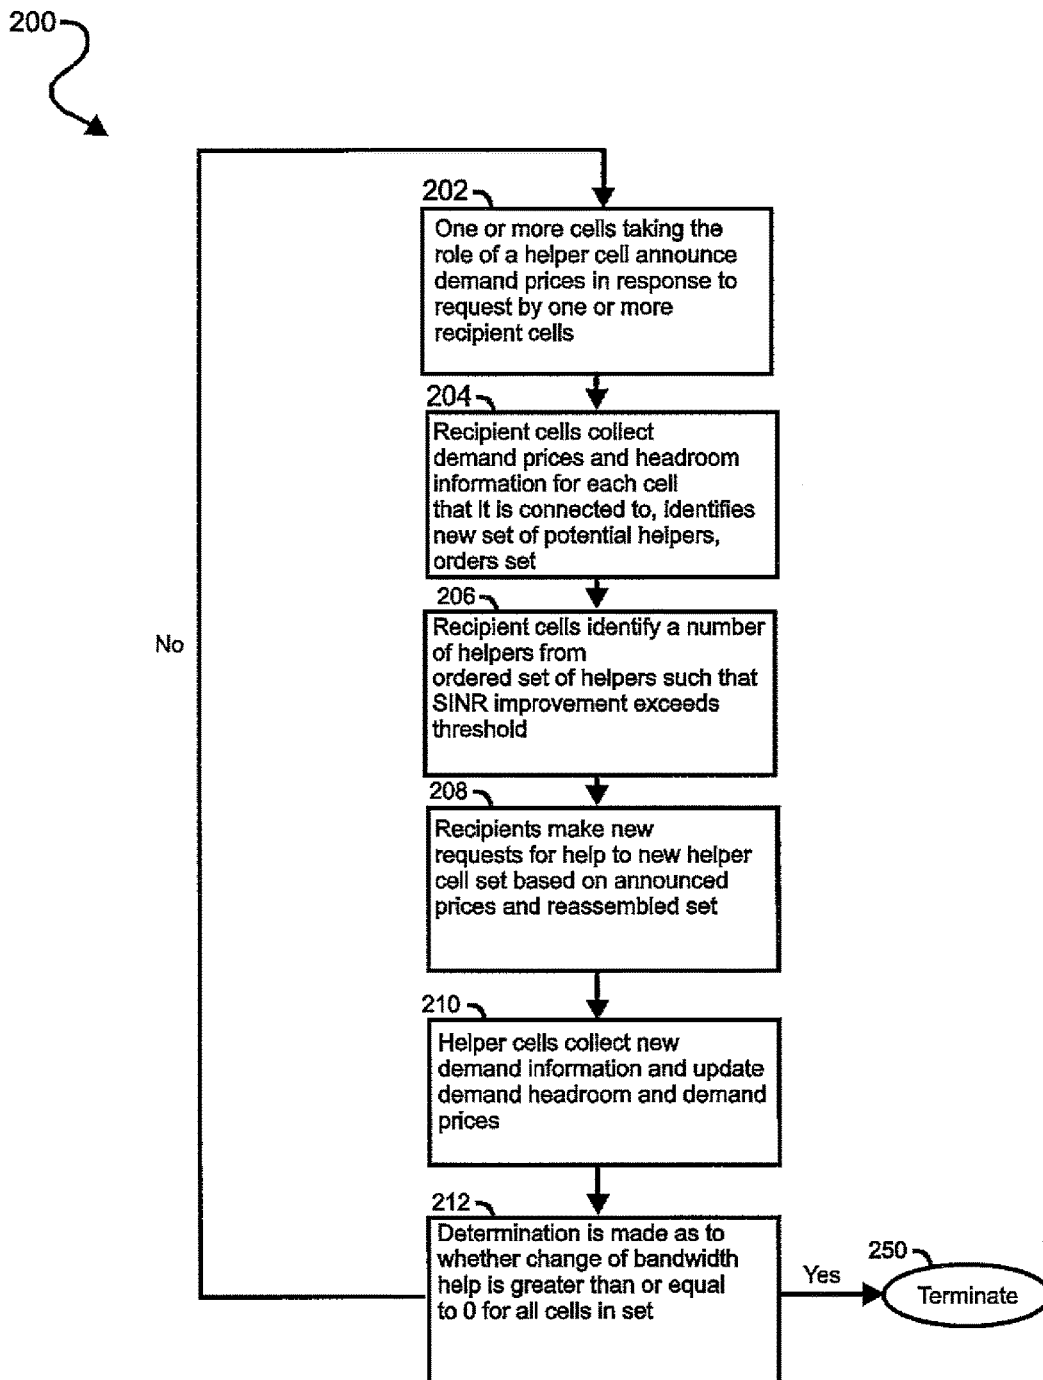 200
202
One or more cells taking the
role of a helper cell announce
demand prices in response to
request by one or more
recipient cells
204
Recipient cells collect
demand prices and headroom
information for each cell
that it is connected to, identifies
new set of potential helpers,
orders set
206
Recipient cells identify a number
of helpers from
ordered set of helpers such that
SINR improvement exceeds
threshold
No
208
Recipients make new
requests for help to new helper
cell set based on announced
prices and reassembled set
210
Helper cells collect new
demand information and update
demand headroom and demand
prices
212
Determination is made as to
whether change of bandwidth
help is greater than or equal
to 0 for all cells in set
Yes
250
Terminate